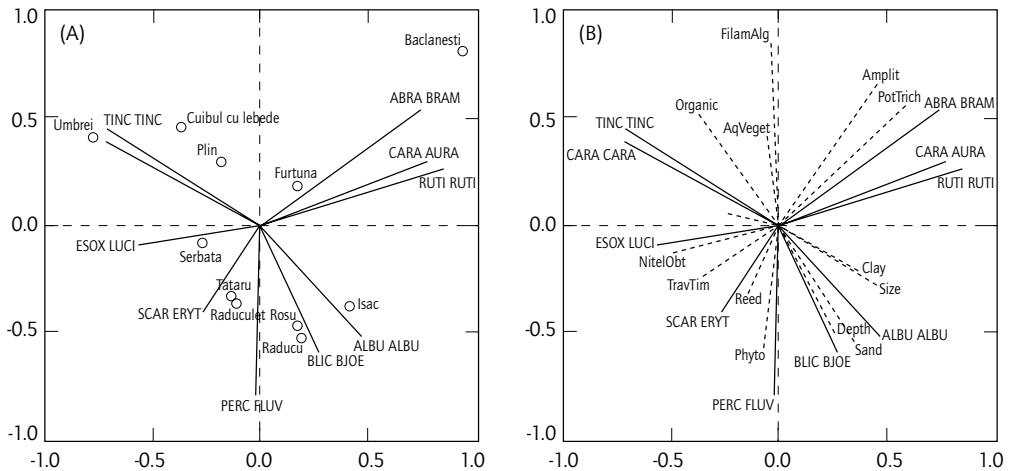 (A)
1.0
0.5
0.0
-0.5
-1.0
-1.0
-0.5
0.0
0.5
1.0
Baclanesti
ABRA BRAM
Umbrei
TINC TINC
Cuibul cu lebede
Plin
CARA AURA
Furtuna
RUTI RUTI
ESOX LUCI
Serbata
Tataru
SCAR ERYT
Raduculet
Rosu
Isac
Raducu
ALBU ALBU
BLIC BJOE
PERC FLUV
(B)
1.0
0.5
0.0
-0.5
-1.0
-1.0
-0.5
0.0
0.5
1.0
FilamAlg
Amplit
PotTrich
Organic
ABRA BRAM
TINC TINC
AqVeget
CARA CARA
CARA AURA
RUTI RUTI
ESOX LUCI
NitelObt
Clay
TravTim
Size
Reed
SCAR ERYT
Depth
ALBU ALBU
Sand
Phyto
BLIC BJOE
PERC FLUV